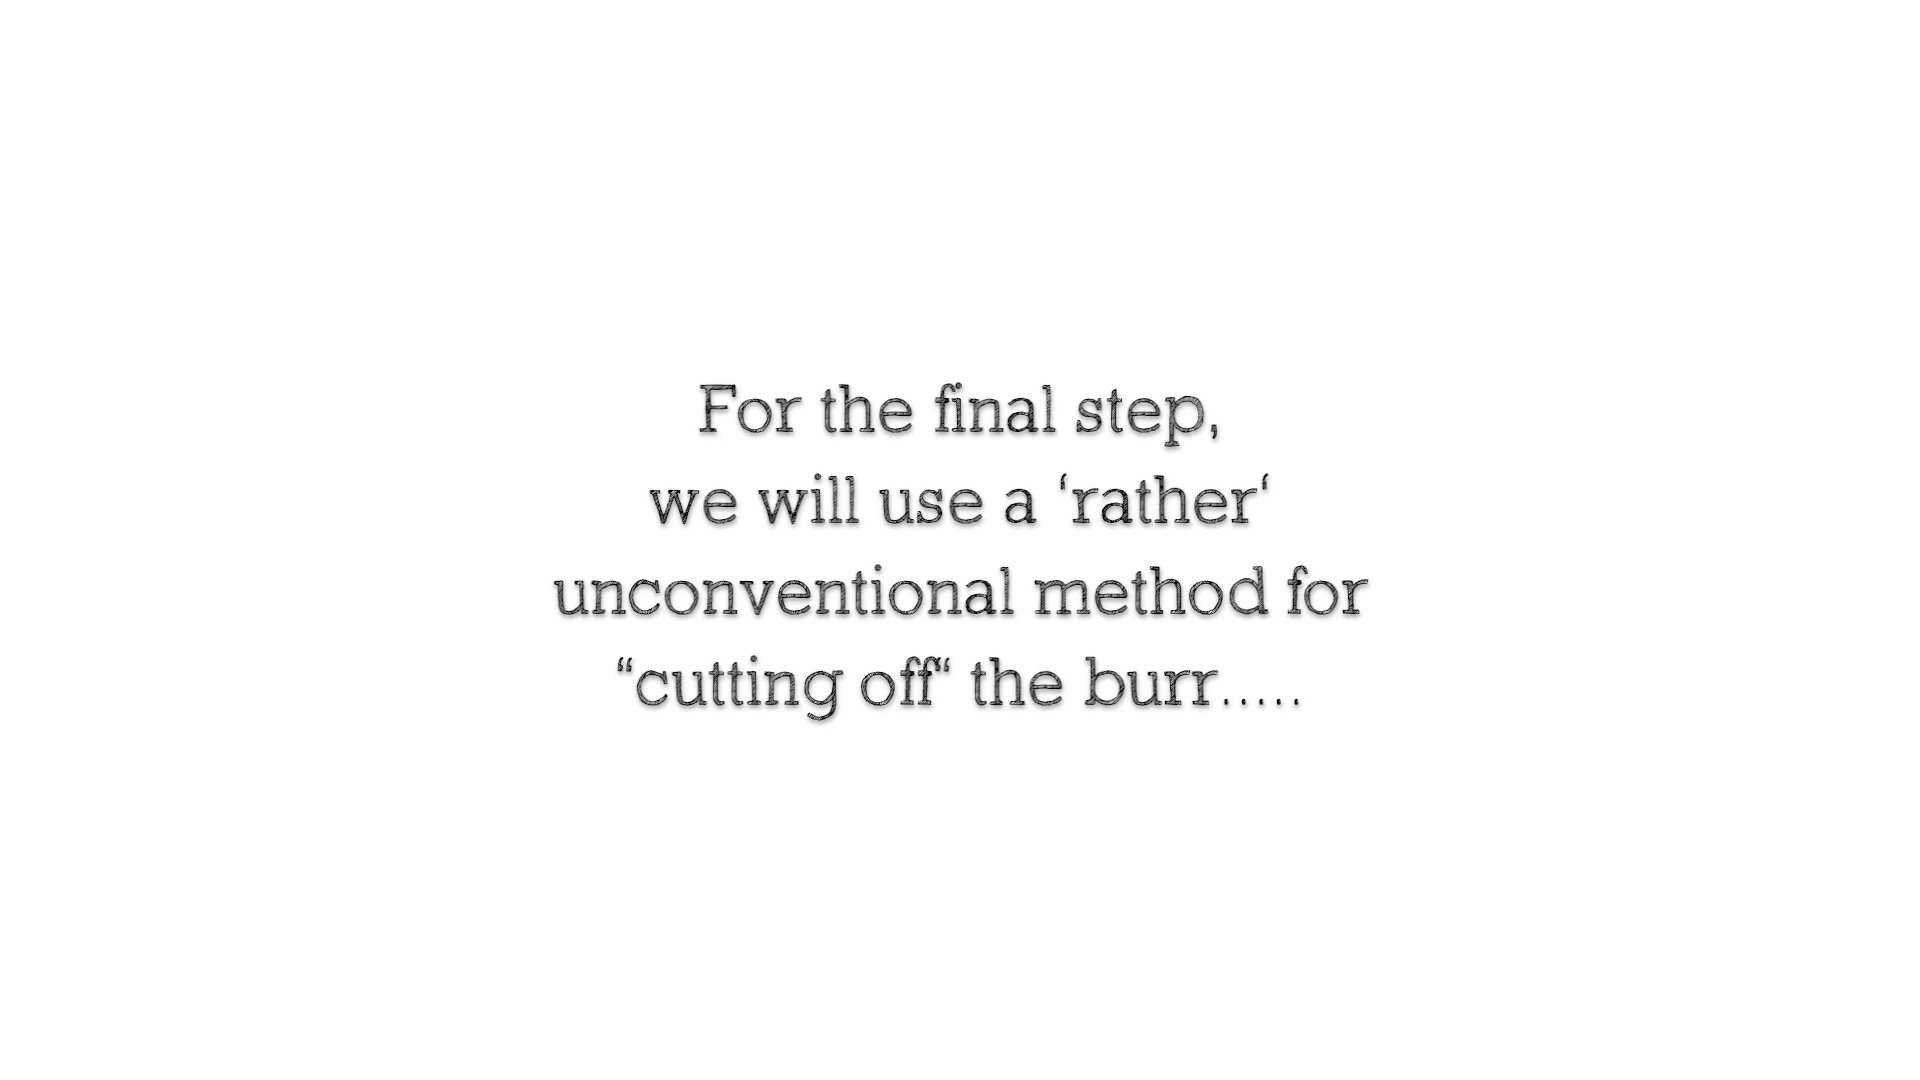 For the final step,
we will use a ‘rather‘
unconventional method for
“cutting off“ the burr.....